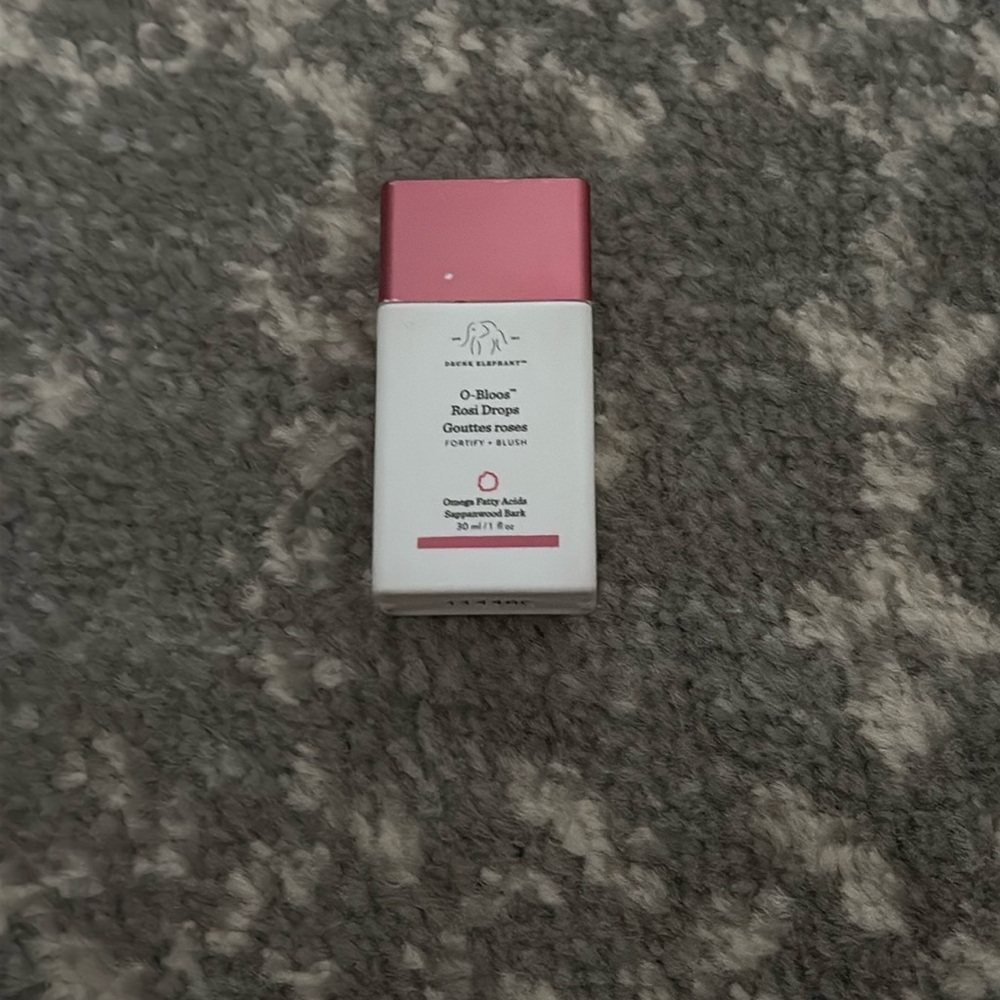 DRUNK ELEPHANT™
O-Bloos™
Rosi Drops
Gouttes roses
FORTIFY + BLUSH
Omega Fatty Acids
Sappanwood Bark
30 ml / 1 fl oz